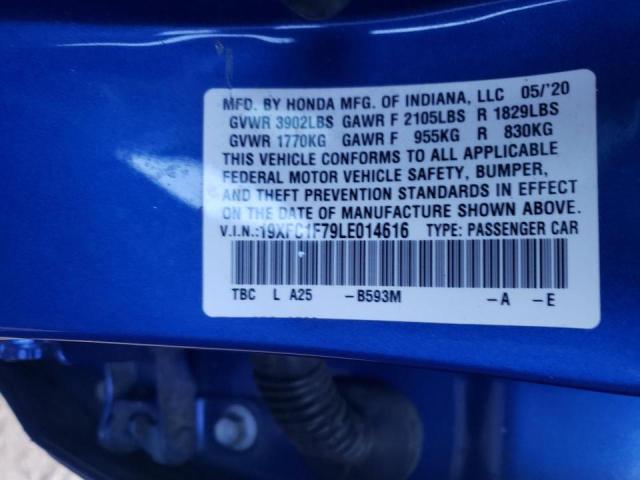 MFD. BY HONDA MFG. OF INDIANA, LLC 05/'20
GVWR 3902LBS GAWR F 2105LBS R 1829LBS
GVWR 1770KG GAWR F 955KG R 830KG
THIS VEHICLE CONFORMS TO ALL APPLICABLE
FEDERAL MOTOR VEHICLE SAFETY, BUMPER,
AND THEFT PREVENTION STANDARDS IN EFFECT
ON THE DATE OF MANUFACTURE SHOWN ABOVE.
V.I.N.:19XFC1F79LE014616 TYPE: PASSENGER CAR
TBC L A25 -B593M -A -E